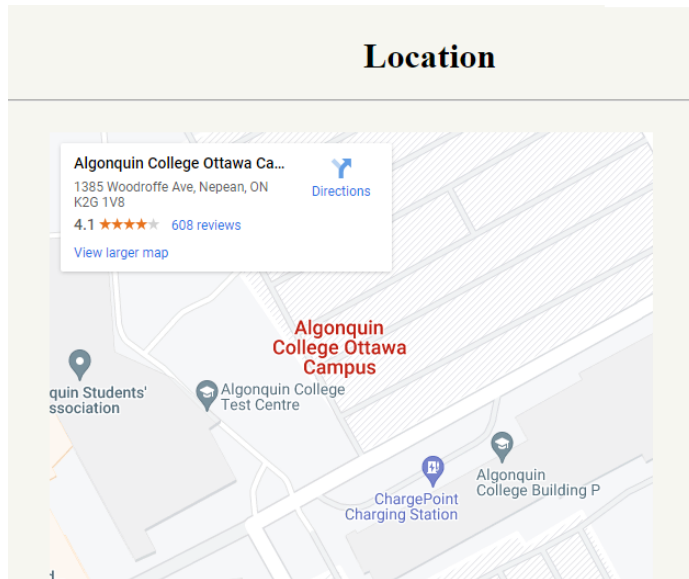 Location
Algonquin College Ottawa Ca...
1385 Woodroffe Ave, Nepean, ON
K2G 1V8
4.1
608 reviews
View larger map
Directions
Algonquin
College Ottawa
Campus
quin Students'
ssociation
Algonquin College
Test Centre
Algonquin
College Building P
ChargePoint
Charging Station